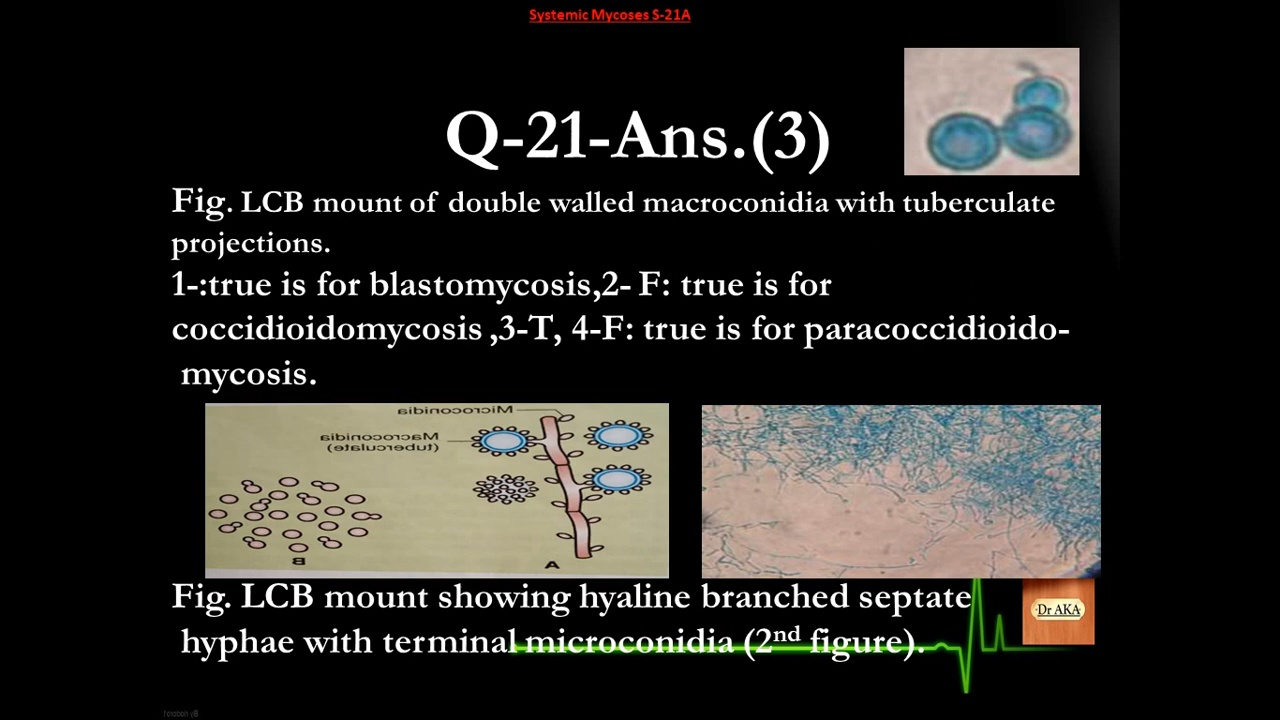 Systemic Mycoses S-21A
Q-21-Ans.(3)
Fig. LCB mount of double walled macroconidia with tuberculate
projections.
1-:true is for blastomycosis,2- F: true is for
coccidioidomycosis ,3-T, 4-F: true is for paracoccidioido-
mycosis.
Microconidia
Macroconidia
(tuberculate)
B
A
Fig. LCB mount showing hyaline branched septate
hyphae with terminal microconidia (2nd figure).
Dr AKA